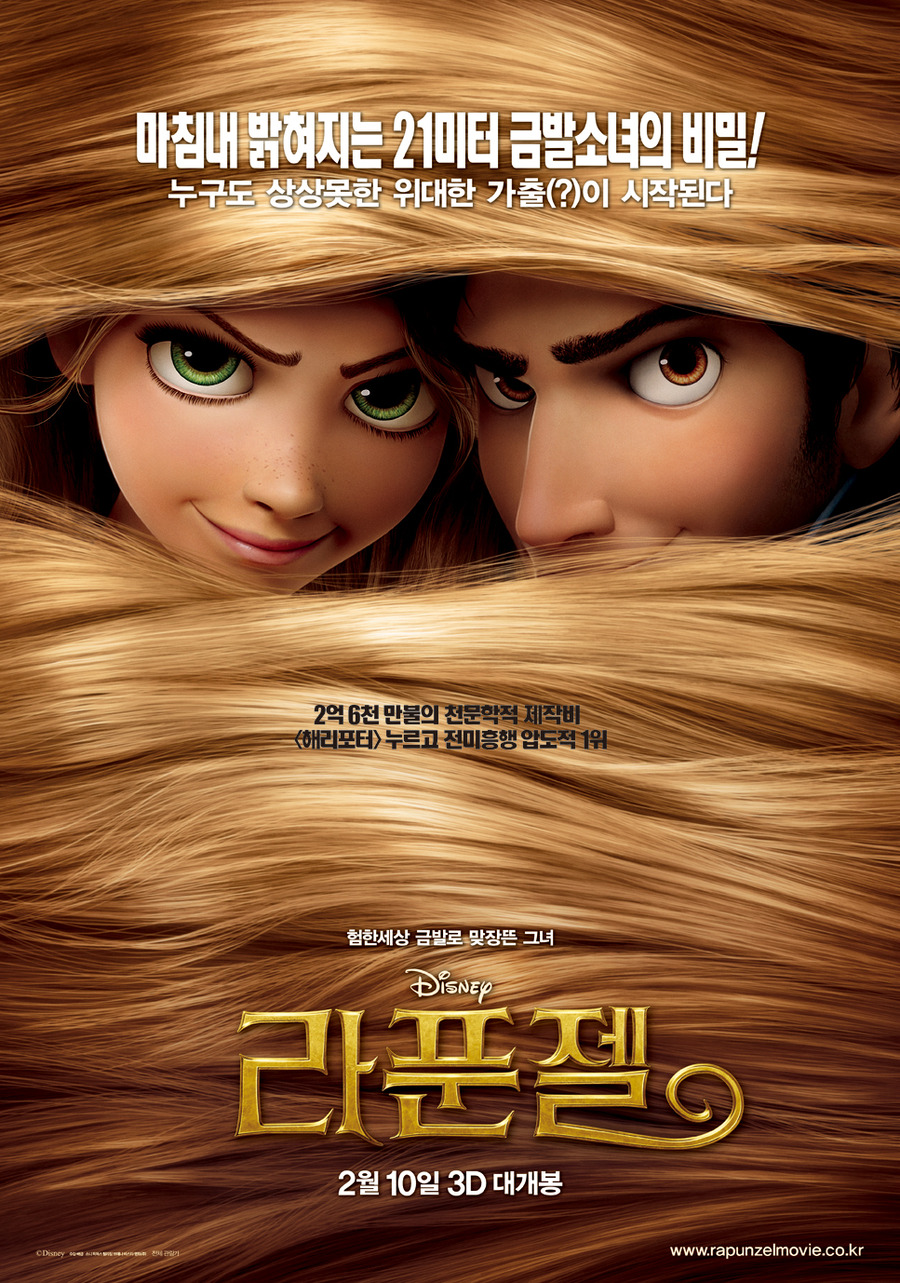 마침내 밝혀지는 21미터 금발소녀의 비밀!
누구도 상상못한 위대한 가출(?)이 시작된다
2억 6천 만불의 천문학적 제작비
<해리포터> 누르고 전미흥행 압도적 1위
험한세상 금발로 맞장뜬 그녀
Disney
라푼젤
2월 10일 3D 대개봉
©Disney 전체 관람가
www.rapunzelmovie.co.kr